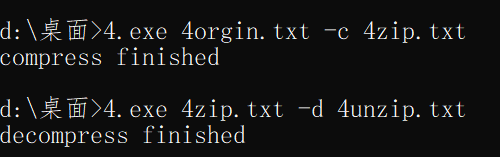 d:\桌面>4.exe 4orgin.txt -c 4zip.txt
compress finished
d:\桌面>4.exe 4zip.txt -d 4unzip.txt
decompress finished